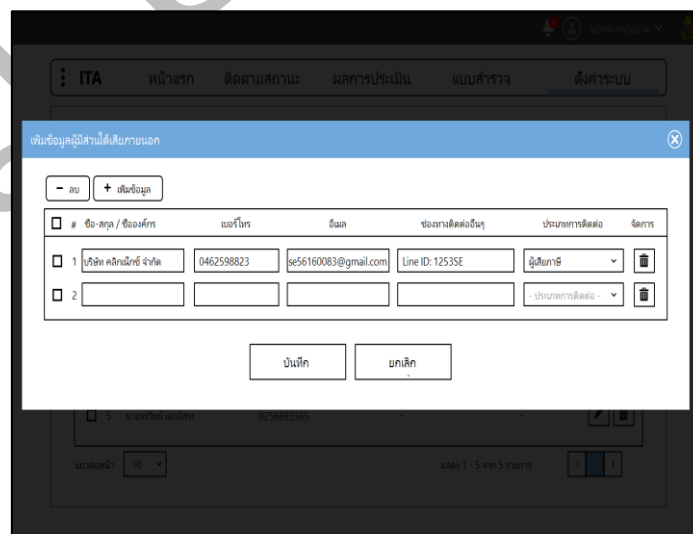 Admin หน่วยงาน
ITA หน้าแรก ติดตามสถานะ ผลการประเมิน แบบสำรวจ ตั้งค่าระบบ
เพิ่มข้อมูลผู้มีส่วนได้เสียภายนอก
ลบ + เพิ่มข้อมูล
# ชื่อ-สกุล / ชื่อองค์กร เบอร์โทร อีเมล ช่องทางติดต่ออื่นๆ ประเภทการติดต่อ จัดการ
1 บริษัท คลิกเน็กซ์ จำกัด 0462598823 se56160083@gmail.com Line ID: 1253SE ผู้เสียภาษี
2 - ประเภทการติดต่อ -
บันทึก ยกเลิก
5 0256693365 - -
แถวต่อหน้า 10 แสดง 1 - 5 จาก 5 รายการ < 1 >